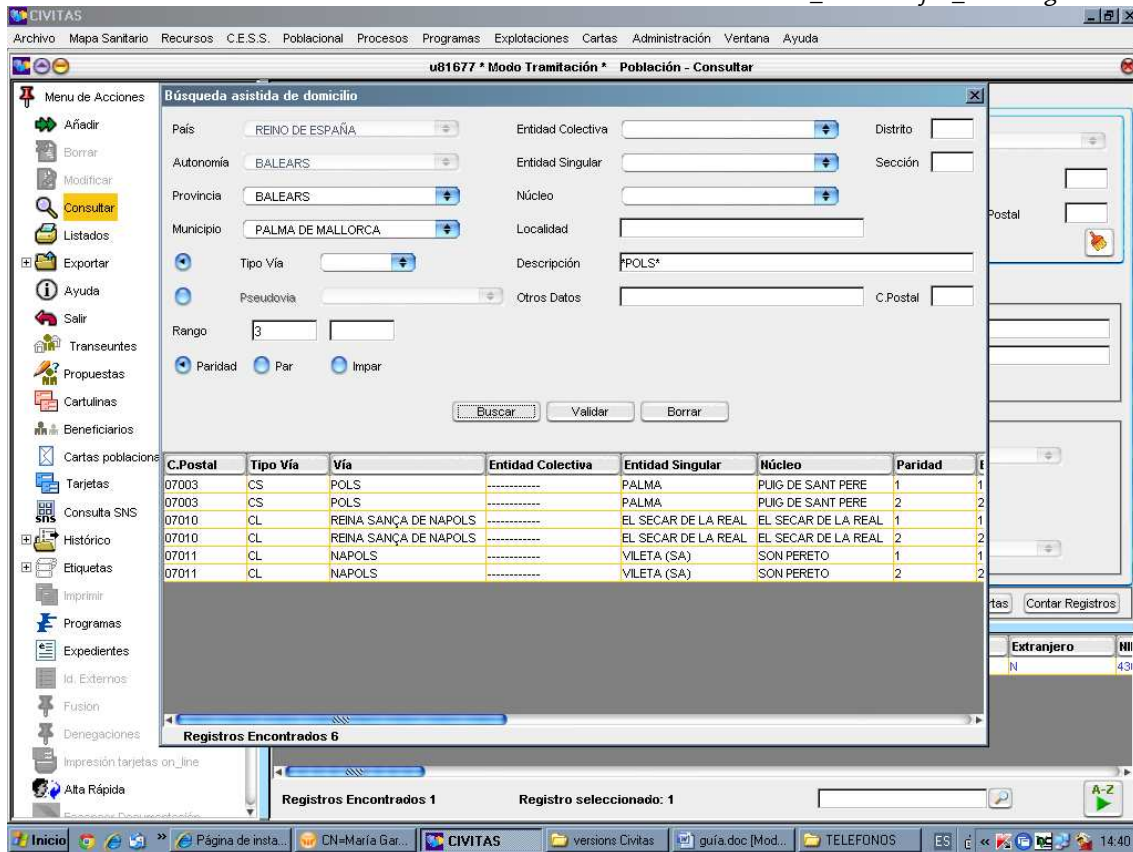 CIVITAS
Archivo Mapa Sanitario Recursos C.E.S.S. Poblacional Procesos Programas Explotaciones Cartas Administración Ventana Ayuda
u81677 * Modo Tramitación * Población - Consultar
Menu de Acciones
Añadir
Borrar
Modificar
Consultar
Listados
Exportar
Ayuda
Salir
Transeuntes
Propuestas
Cartulinas
Beneficiarios
Cartas poblaciona
Tarjetas
Consulta SNS
Histórico
Etiquetas
Imprimir
Programas
Expedientes
Id. Externos
Fusion
Denegaciones
Impresión tarjetas on_line
Alta Rápida
Búsqueda asistida de domicilio
País REINO DE ESPAÑA Entidad Colectiva Distrito
Autonomía BALEARS Entidad Singular Sección
Provincia BALEARS Núcleo
Municipio PALMA DE MALLORCA Localidad
Tipo Vía Descripción *POLS*
Pseudovia Otros Datos C.Postal
Rango 3
Paridad Par Impar
Buscar Validar Borrar
C.Postal Tipo Vía Vía Entidad Colectiva Entidad Singular Núcleo Paridad
07003 CS POLS ------------ PALMA PUIG DE SANT PERE 1 1
07003 CS POLS ------------ PALMA PUIG DE SANT PERE 2 2
07010 CL REINA SANÇA DE NAPOLS ------------ EL SECAR DE LA REAL EL SECAR DE LA REAL 1 1
07010 CL REINA SANÇA DE NAPOLS ------------ EL SECAR DE LA REAL EL SECAR DE LA REAL 2 2
07011 CL NAPOLS ------------ VILETA (SA) SON PERETO 1 1
07011 CL NAPOLS ------------ VILETA (SA) SON PERETO 2 2
Registros Encontrados 6
Postal
rtas Contar Registros
Extranjero NI
N 43
Registros Encontrados 1 Registro seleccionado: 1
A-Z
Inicio » Página de insta... CN=María Gar... CIVITAS versions Civitas guía.doc [Mod... TELEFONOS ES « 14:40